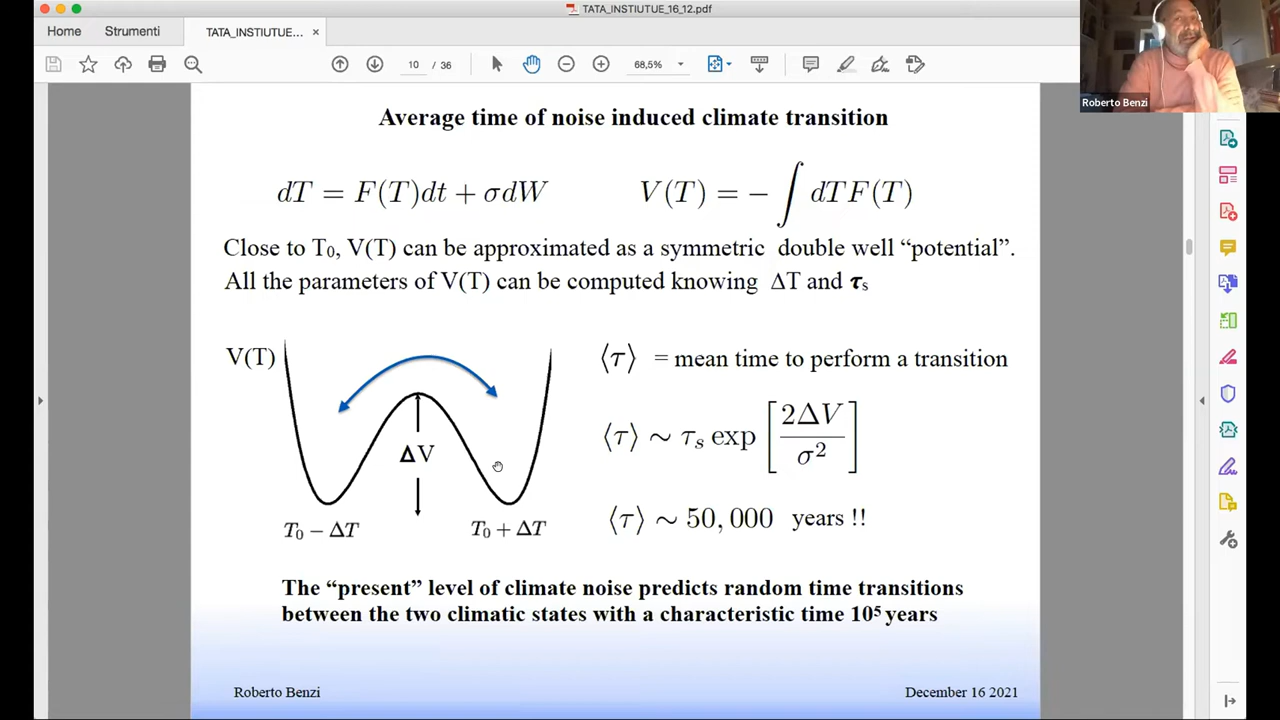 TATA_INSTIUTUE_16_12.pdf
Home
Strumenti
TATA_INSTIUTUE...
×
10 / 36
68,5%
Roberto Benzi
Average time of noise induced climate transition
dT = F(T)dt + σdW
V(T) = − ∫ dTF(T)
Close to T₀, V(T) can be approximated as a symmetric double well “potential”.
All the parameters of V(T) can be computed knowing ΔT and τₛ
V(T)
⟨τ⟩ = mean time to perform a transition
ΔV
⟨τ⟩ ∼ τₛ exp [2ΔV / σ²]
T₀ − ΔT
T₀ + ΔT
⟨τ⟩ ∼ 50,000 years !!
The “present” level of climate noise predicts random time transitions
between the two climatic states with a characteristic time 10⁵ years
Roberto Benzi
December 16 2021